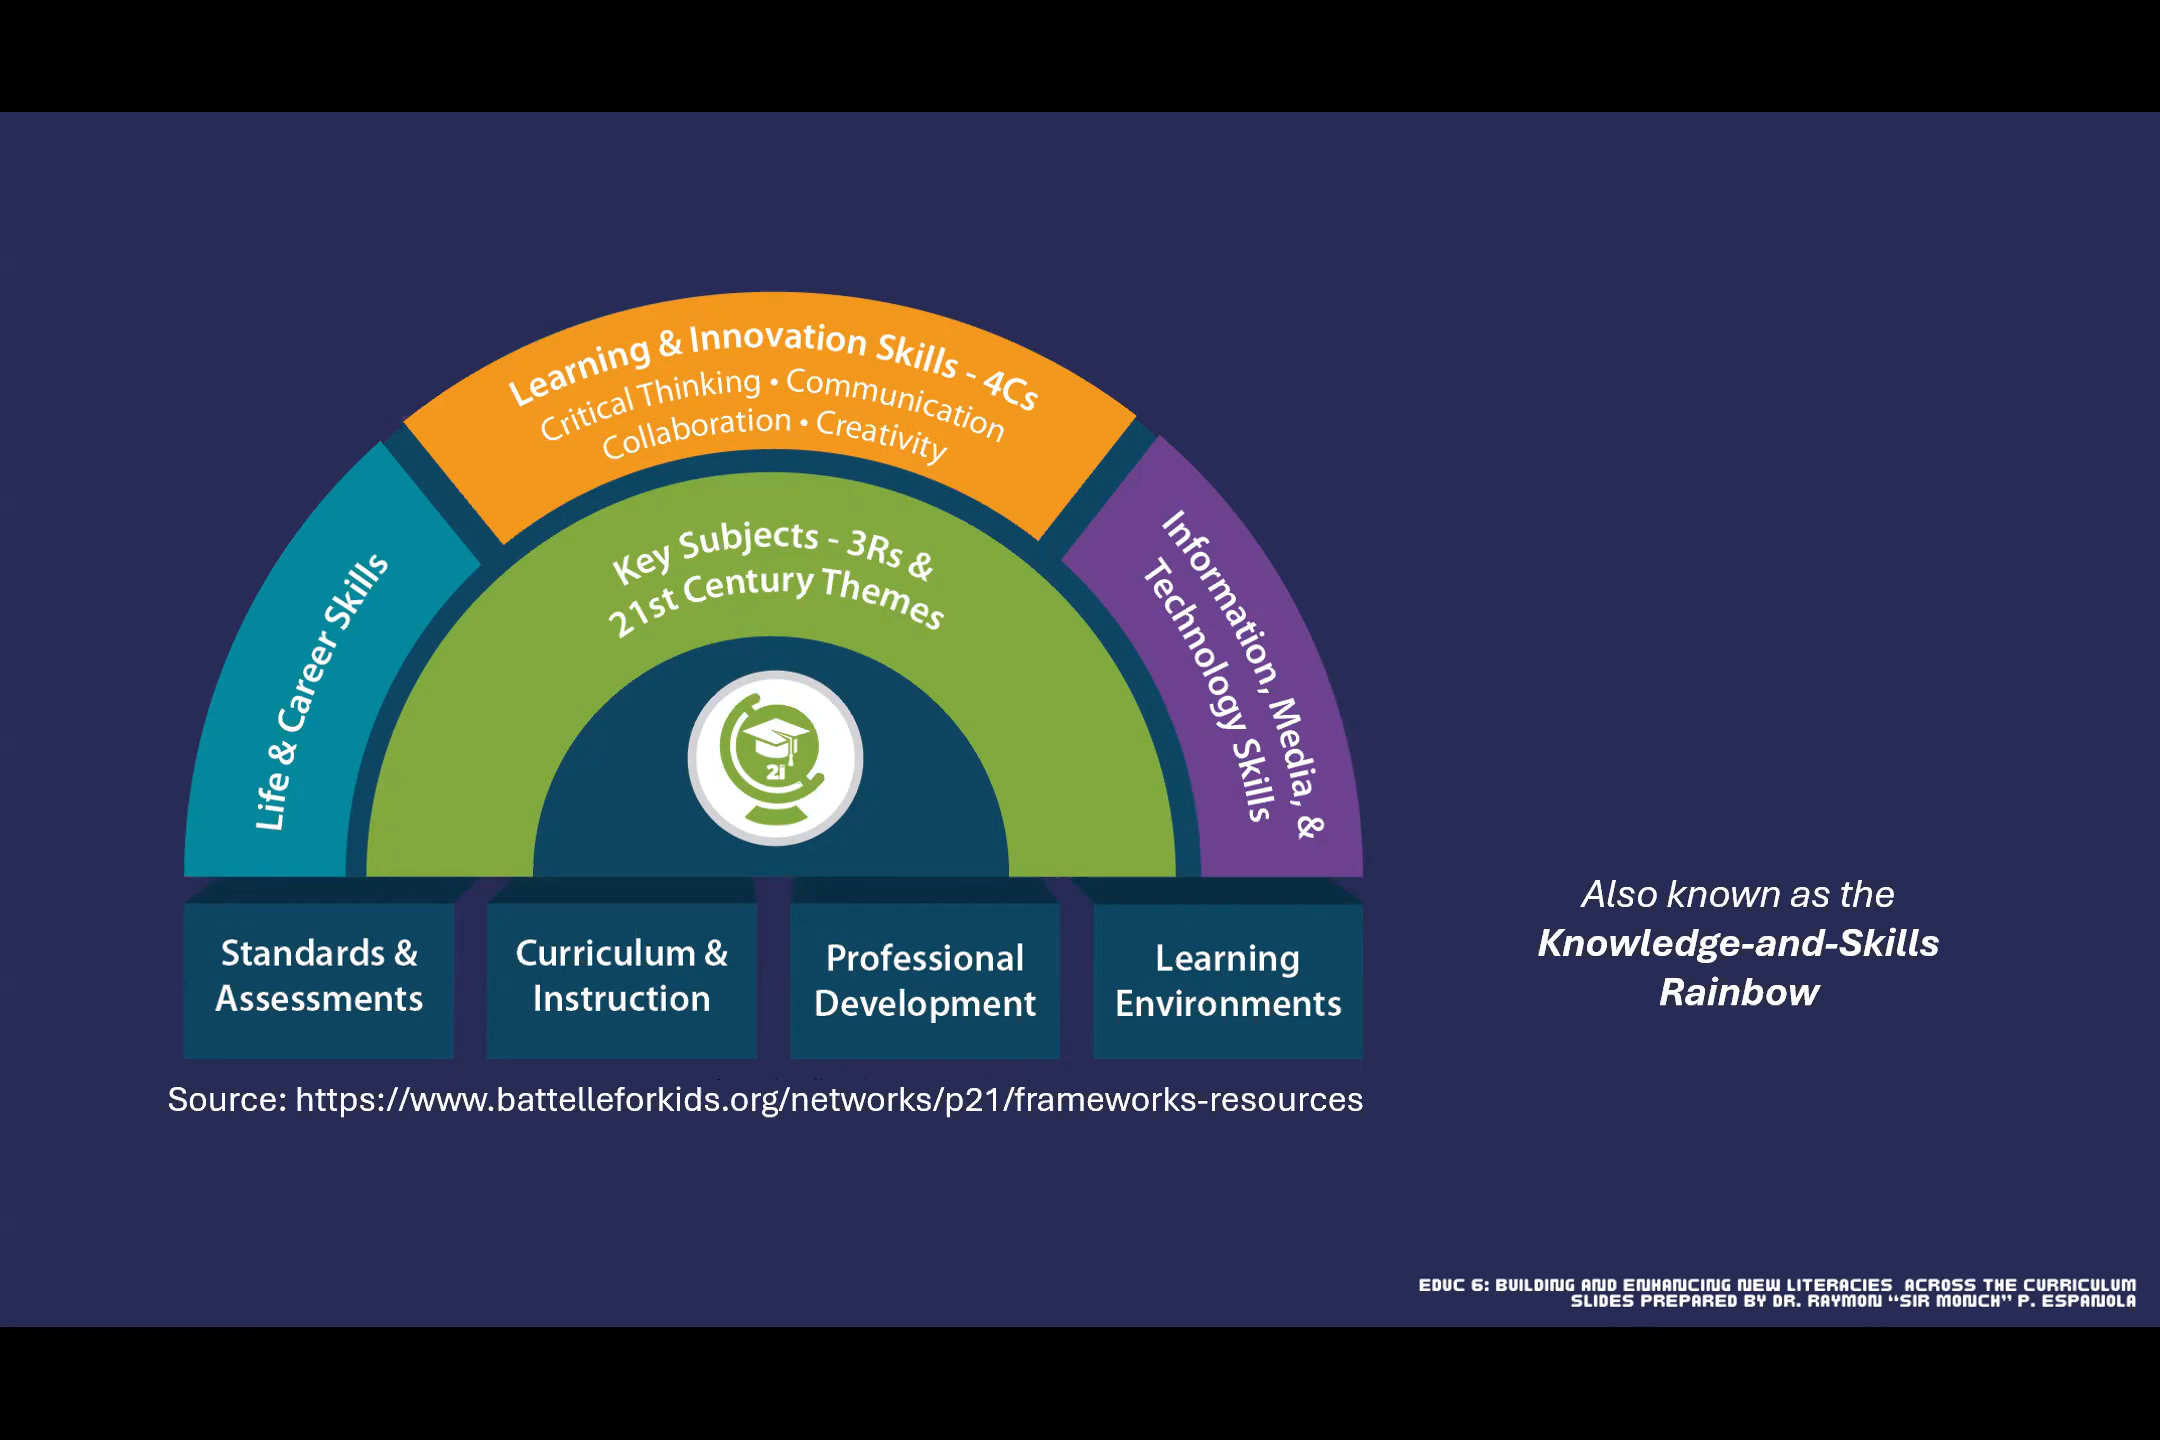 Learning & Innovation Skills - 4Cs
Critical Thinking • Communication
Collaboration • Creativity
Life & Career Skills
Key Subjects - 3Rs &
21st Century Themes
Information, Media, &
Technology Skills
21
Standards &
Assessments
Curriculum &
Instruction
Professional
Development
Learning
Environments
Also known as the
Knowledge-and-Skills
Rainbow
Source: https://www.battelleforkids.org/networks/p21/frameworks-resources
EDUC 6: BUILDING AND ENHANCING NEW LITERACIES ACROSS THE CURRICULUM
SLIDES PREPARED BY DR. RAYMON “SIR MONCH” P. ESPANOLA